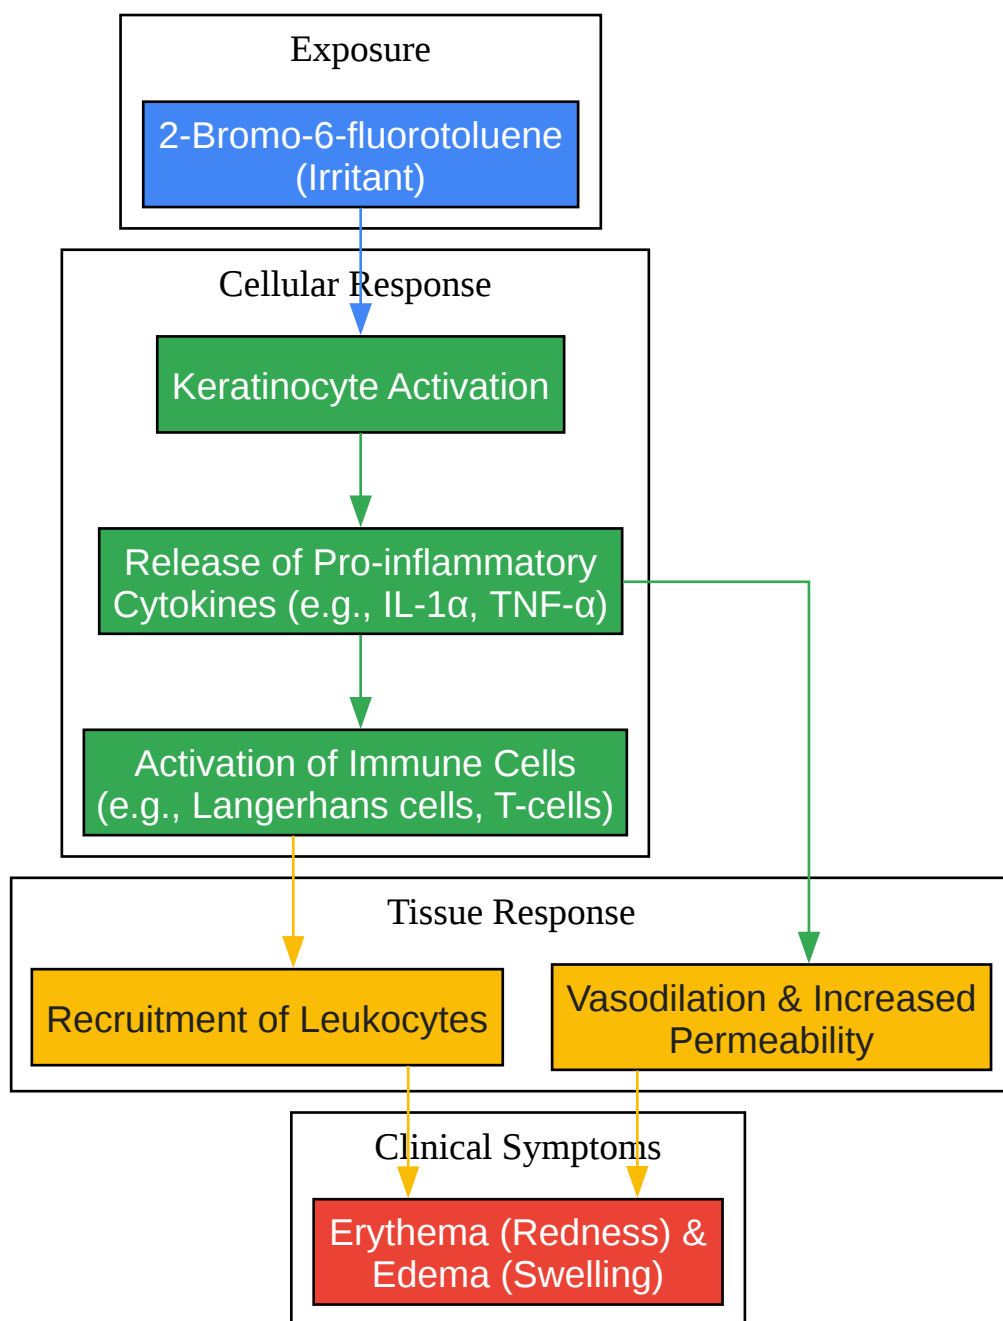 Exposure
2-Bromo-6-fluorotoluene
(Irritant)
Cellular Response
Keratinocyte Activation
Release of Pro-inflammatory
Cytokines (e.g., IL-1α, TNF-α)
Activation of Immune Cells
(e.g., Langerhans cells, T-cells)
Tissue Response
Recruitment of Leukocytes
Vasodilation & Increased
Permeability
Clinical Symptoms
Erythema (Redness) &
Edema (Swelling)